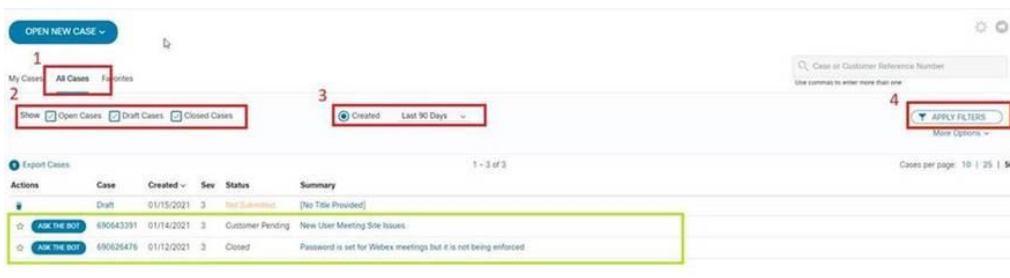 OPEN NEW CASE
1
My Cases All Cases Favorites
Case or Customer Reference Number
Use commas to enter more than one
2
3
4
Show Open Cases Draft Cases Closed Cases
Created Last 90 Days
APPLY FILTERS
More Options
Export Cases
1 - 3 of 3
Cases per page: 10 | 25 |
Actions Case Created Sev Status Summary
Draft 01/15/2021 3 Not Submitted [No Title Provided]
ASK THE BOT 690643391 01/14/2021 3 Customer Pending New User Meeting Site Issues
ASK THE BOT 690626476 01/12/2021 3 Closed Password is set for Webex meetings but it is not being enforced